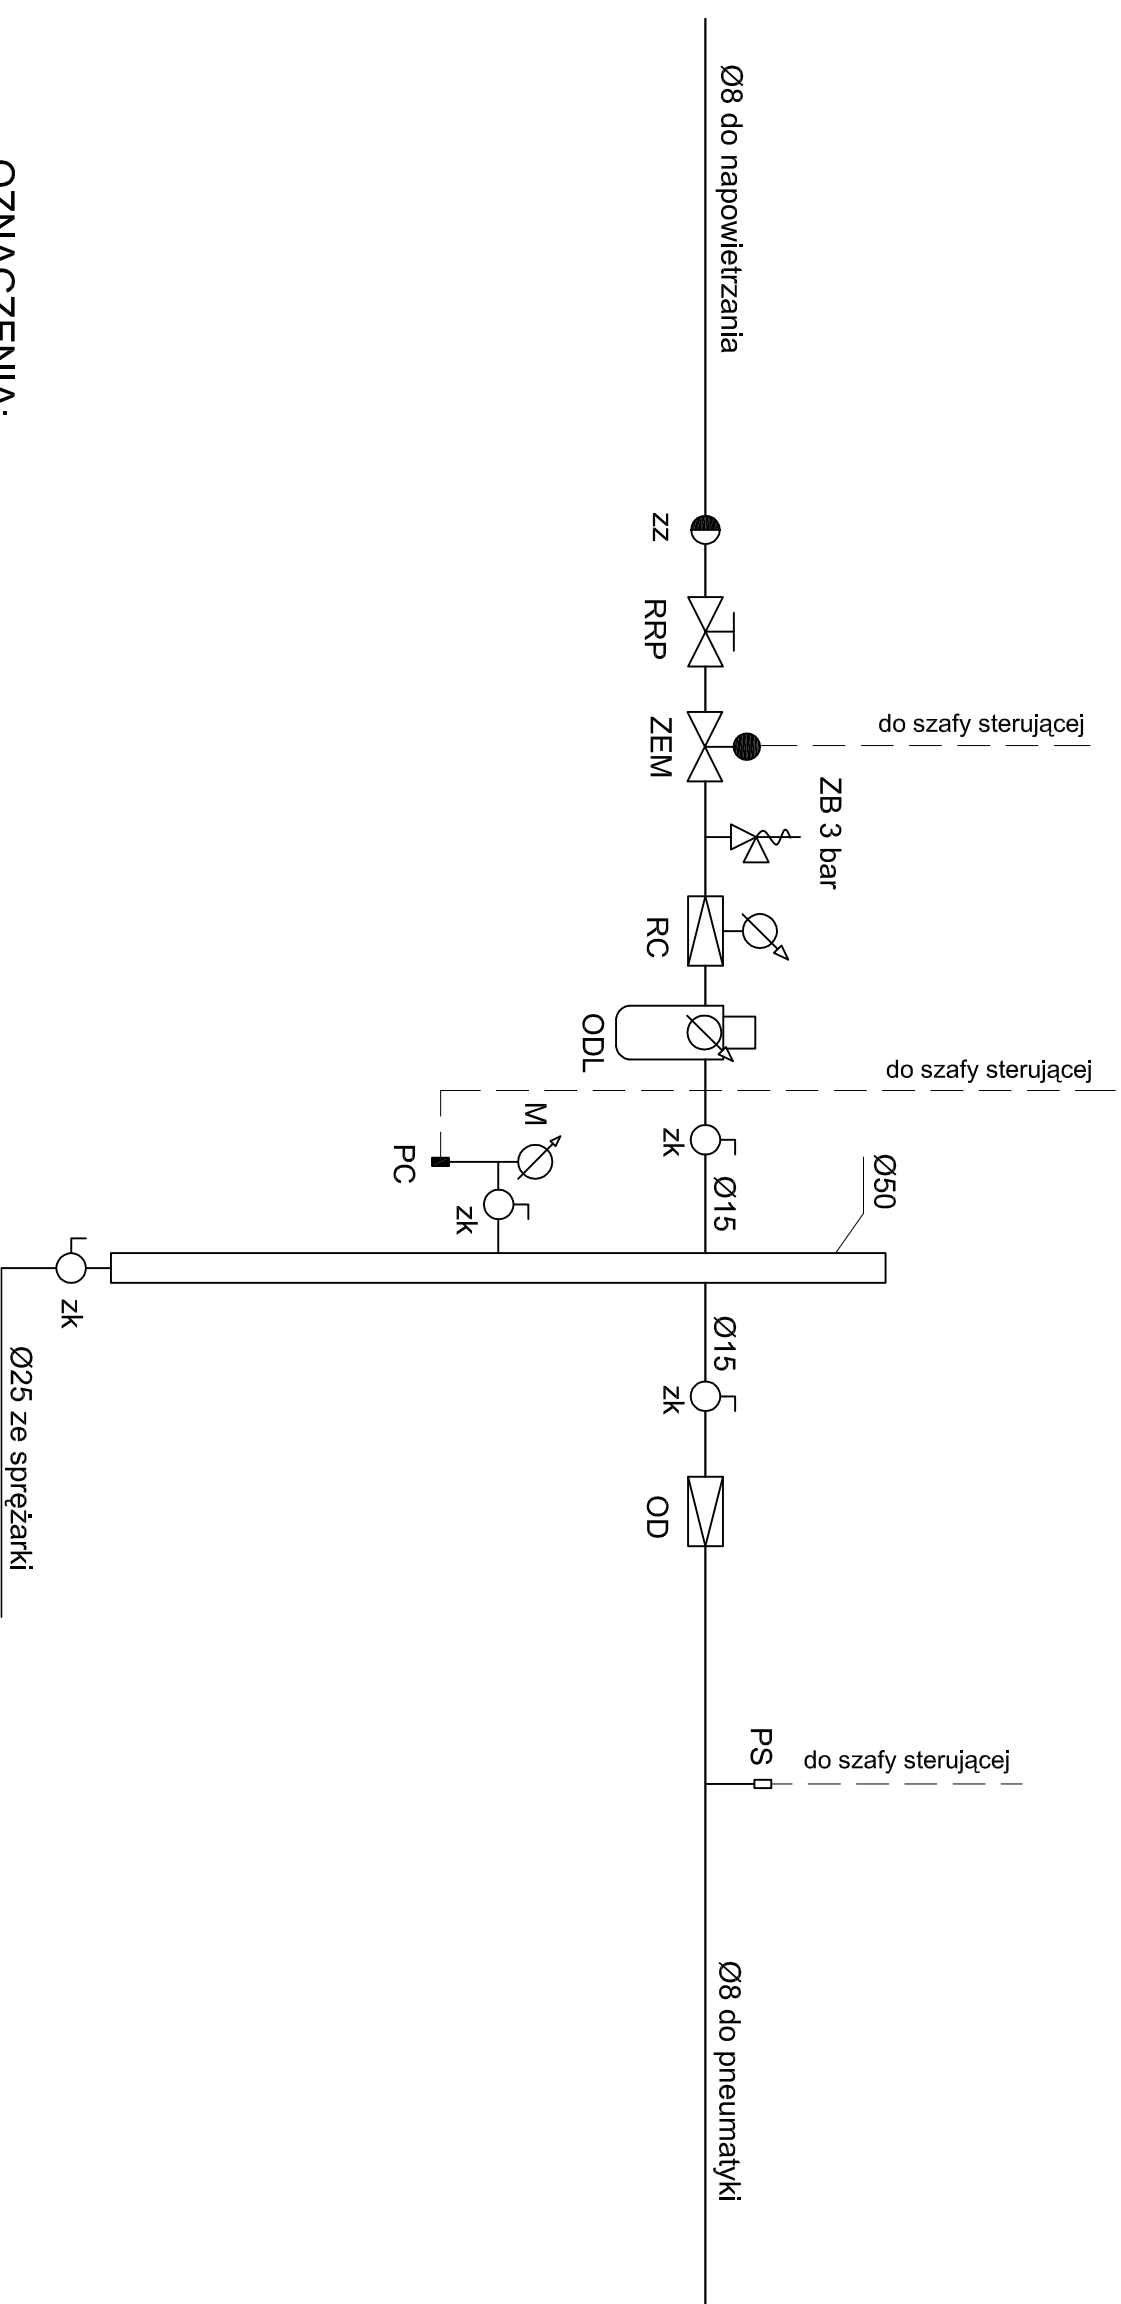 Ø8 do napowietrzania
OZNACZENIA:
zz
RRP
ZEM
do szafy sterującej
ZB 3 bar
RC
ODL
do szafy sterującej
M
PC
zk
zk
Ø15
Ø50
zk
Ø25 ze sprężarki
Ø15
zk
OD
PS
do szafy sterującej
Ø8 do pneumatyki